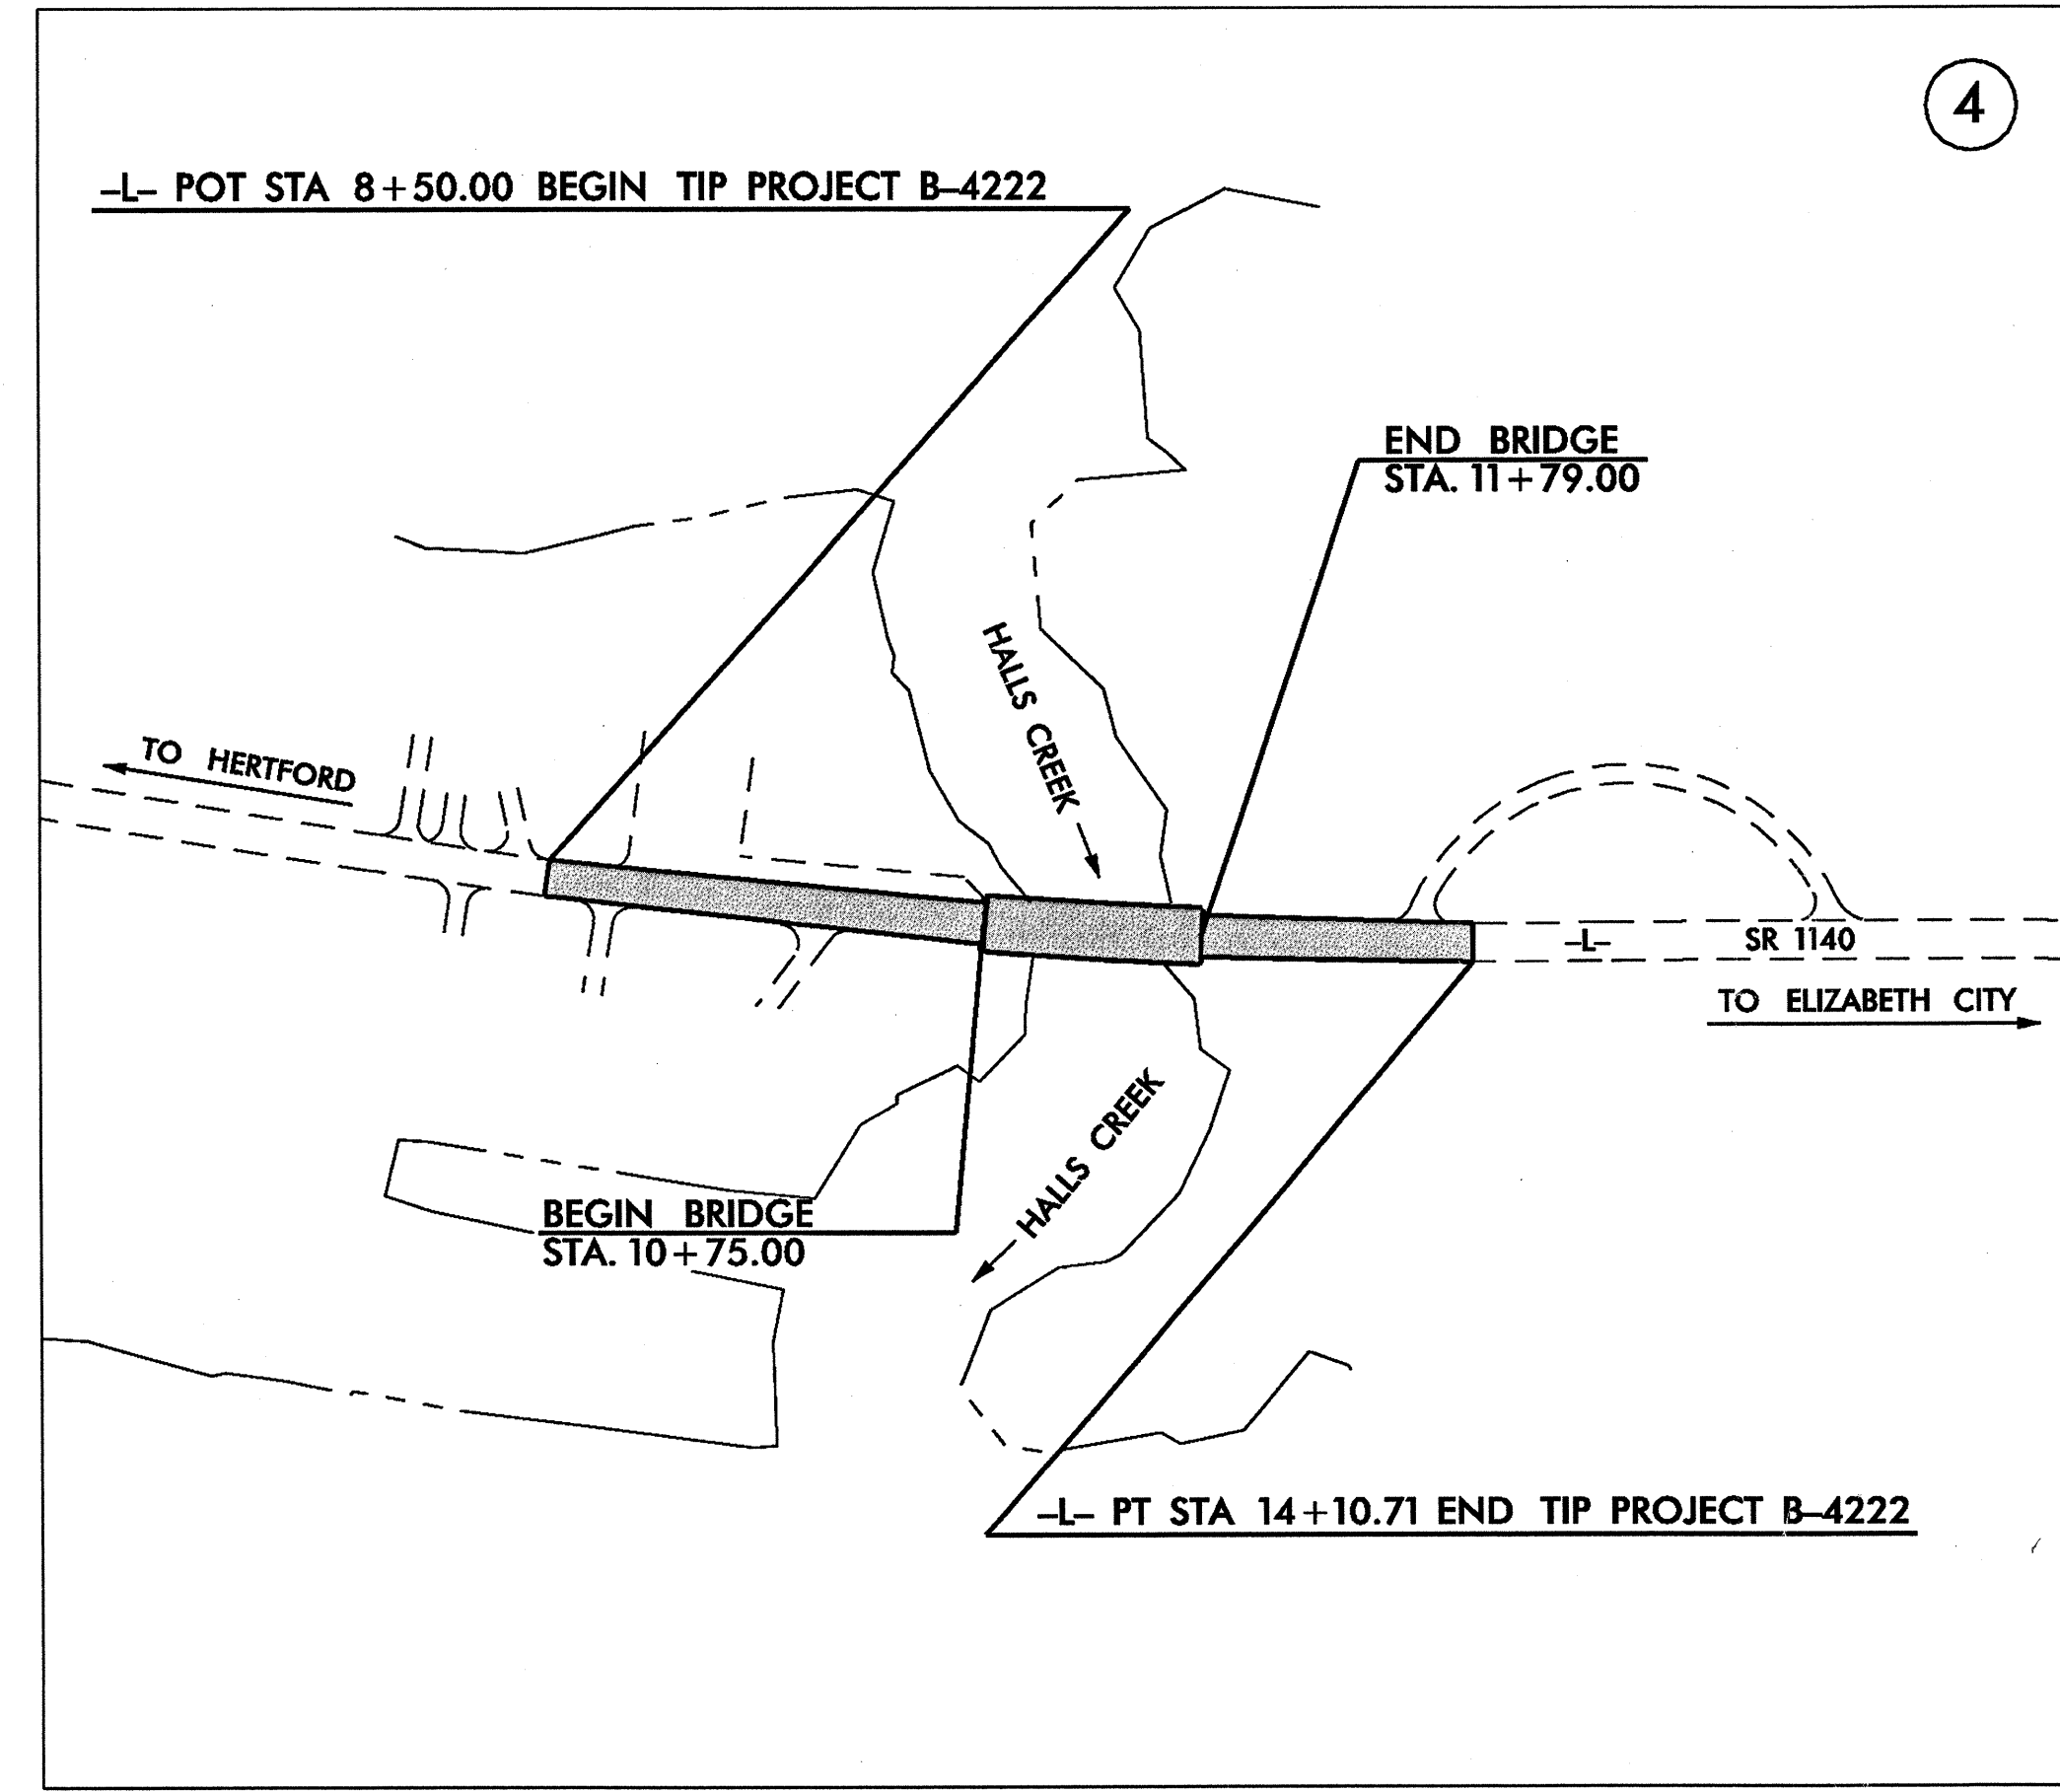 4
-L- POT STA 8+50.00 BEGIN TIP PROJECT B-4222
END BRIDGE
STA. 11+79.00
HALLS CREEK
TO HERTFORD
-L-
SR 1140
TO ELIZABETH CITY
HALLS CREEK
BEGIN BRIDGE
STA. 10+75.00
-L- PT STA 14+10.71 END TIP PROJECT B-4222